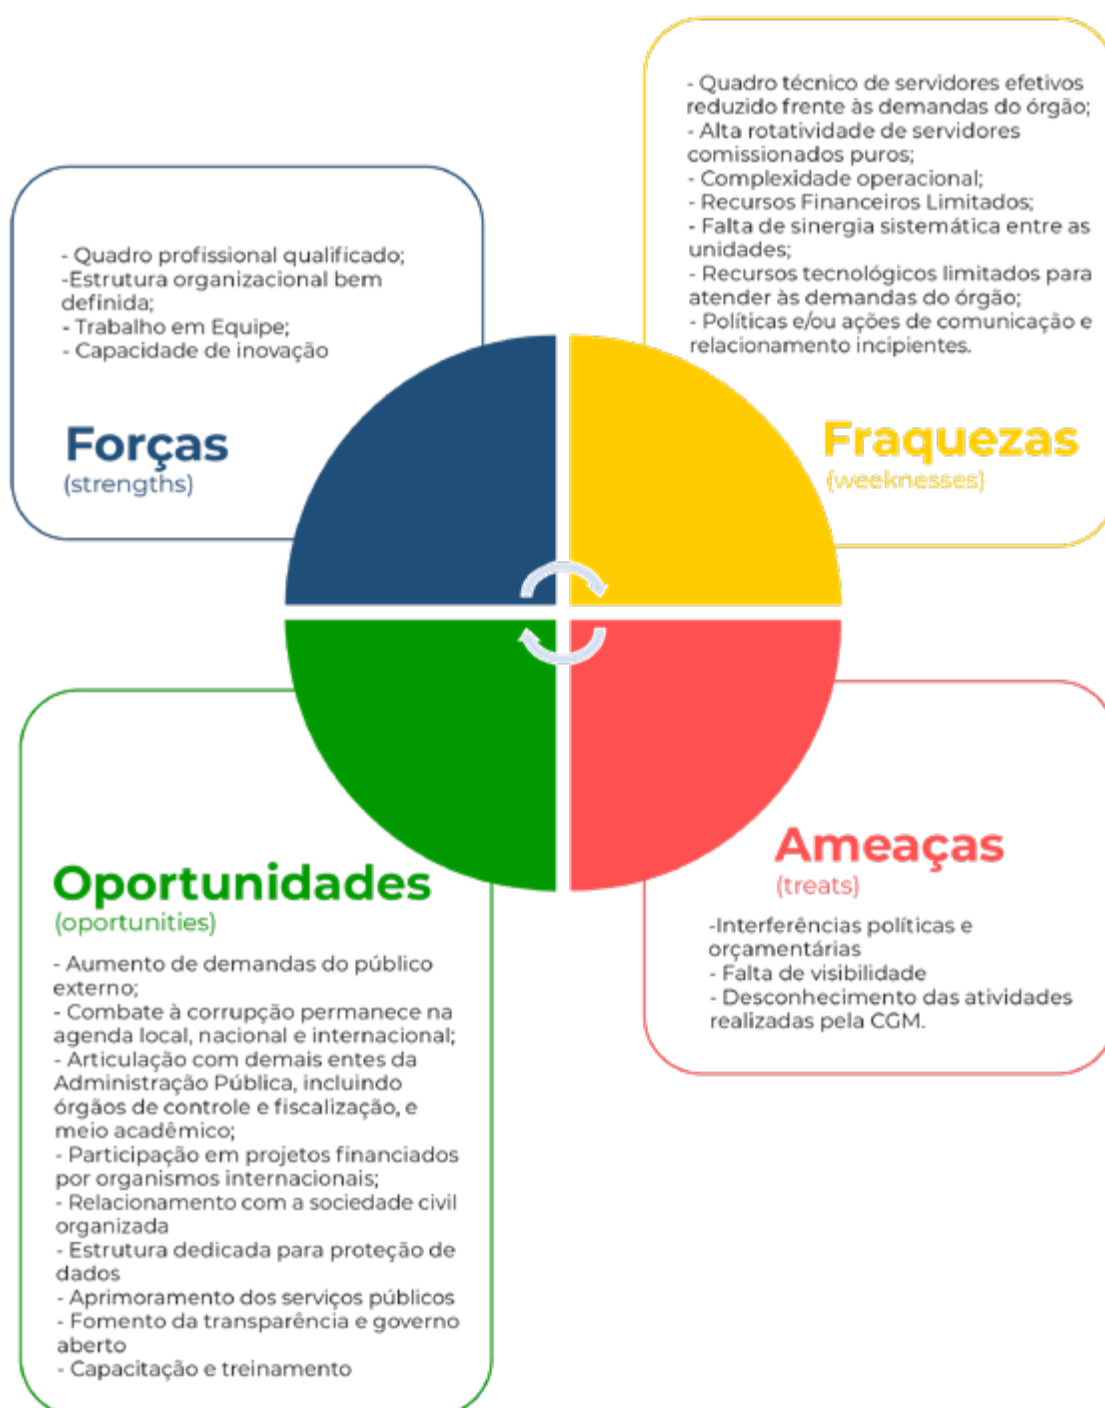 - Quadro profissional qualificado;
-Estrutura organizacional bem
definida;
- Trabalho em Equipe;
- Capacidade de inovação
Forças
(strengths)
- Quadro técnico de servidores efetivos
reduzido frente às demandas do órgão;
- Alta rotatividade de servidores
comissionados puros;
- Complexidade operacional;
- Recursos Financeiros Limitados;
- Falta de sinergia sistemática entre as
unidades;
- Recursos tecnológicos limitados para
atender às demandas do órgão;
- Políticas e/ou ações de comunicação e
relacionamento incipientes.
Fraquezas
(weeknesses)
Oportunidades
(oportunities)
- Aumento de demandas do público
externo;
- Combate à corrupção permanece na
agenda local, nacional e internacional;
- Articulação com demais entes da
Administração Pública, incluindo
órgãos de controle e fiscalização, e
meio acadêmico;
- Participação em projetos financiados
por organismos internacionais;
- Relacionamento com a sociedade civil
organizada
- Estrutura dedicada para proteção de
dados
- Aprimoramento dos serviços públicos
- Fomento da transparência e governo
aberto
- Capacitação e treinamento
Ameaças
(treats)
-Interferências políticas e
orçamentárias
- Falta de visibilidade
- Desconhecimento das atividades
realizadas pela CGM.